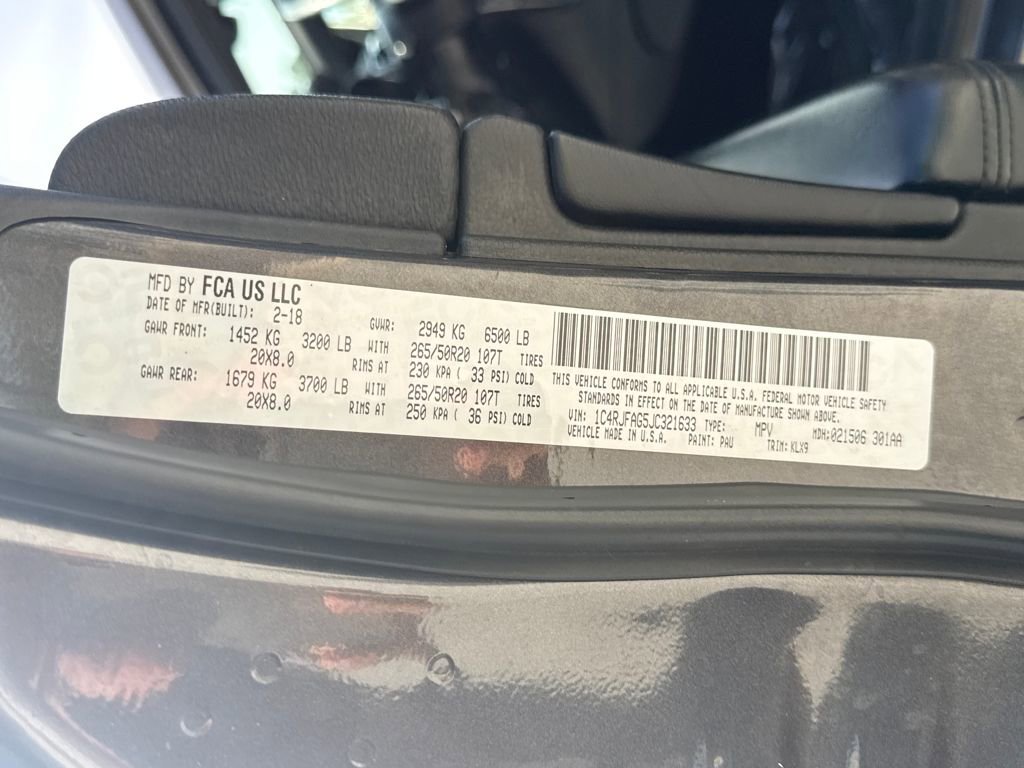 MFD BY FCA US LLC
DATE OF MFR(BUILT): 2-18 GVWR: 2949 KG 6500 LB
GAWR FRONT: 1452 KG 3200 LB WITH 265/50R20 107T TIRES
20X8.0 RIMS AT 230 KPA ( 33 PSI) COLD
GAWR REAR: 1679 KG 3700 LB WITH 265/50R20 107T TIRES
20X8.0 RIMS AT 250 KPA ( 36 PSI) COLD
THIS VEHICLE CONFORMS TO ALL APPLICABLE U.S.A. FEDERAL MOTOR VEHICLE SAFETY
STANDARDS IN EFFECT ON THE DATE OF MANUFACTURE SHOWN ABOVE.
VIN: 1C4RJFAG5JC321633 TYPE: MPV MDH:021506 301AA
VEHICLE MADE IN U.S.A. PAINT: PAU TRIM: KLX9